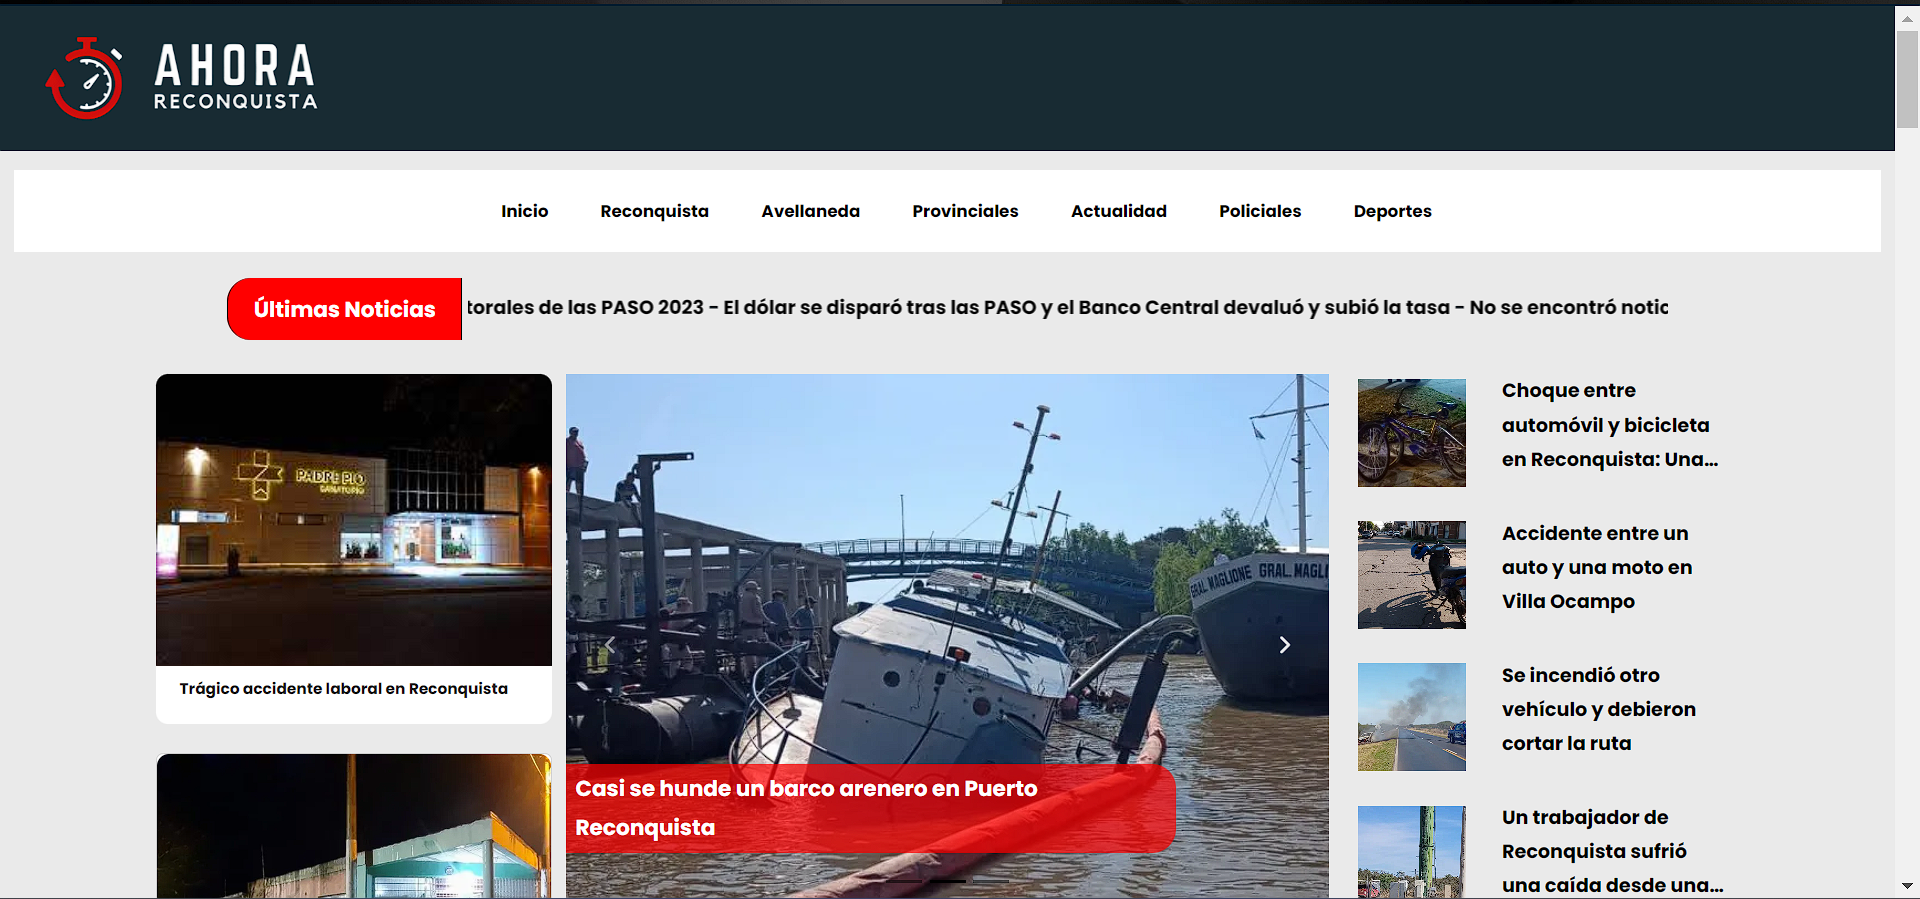 AHORA
RECONQUISTA
Inicio Reconquista Avellaneda Provinciales Actualidad Policiales Deportes
Últimas Noticias
torales de las PASO 2023 - El dólar se disparó tras las PASO y el Banco Central devaluó y subió la tasa - No se encontró notic
PADRE PIO
SANATORIO
Trágico accidente laboral en Reconquista
GRAL. MAGLIONE GRAL. MAGLI
Casi se hunde un barco arenero en Puerto
Reconquista
Choque entre
automóvil y bicicleta
en Reconquista: Una...
Accidente entre un
auto y una moto en
Villa Ocampo
Se incendió otro
vehículo y debieron
cortar la ruta
Un trabajador de
Reconquista sufrió
una caída desde una...